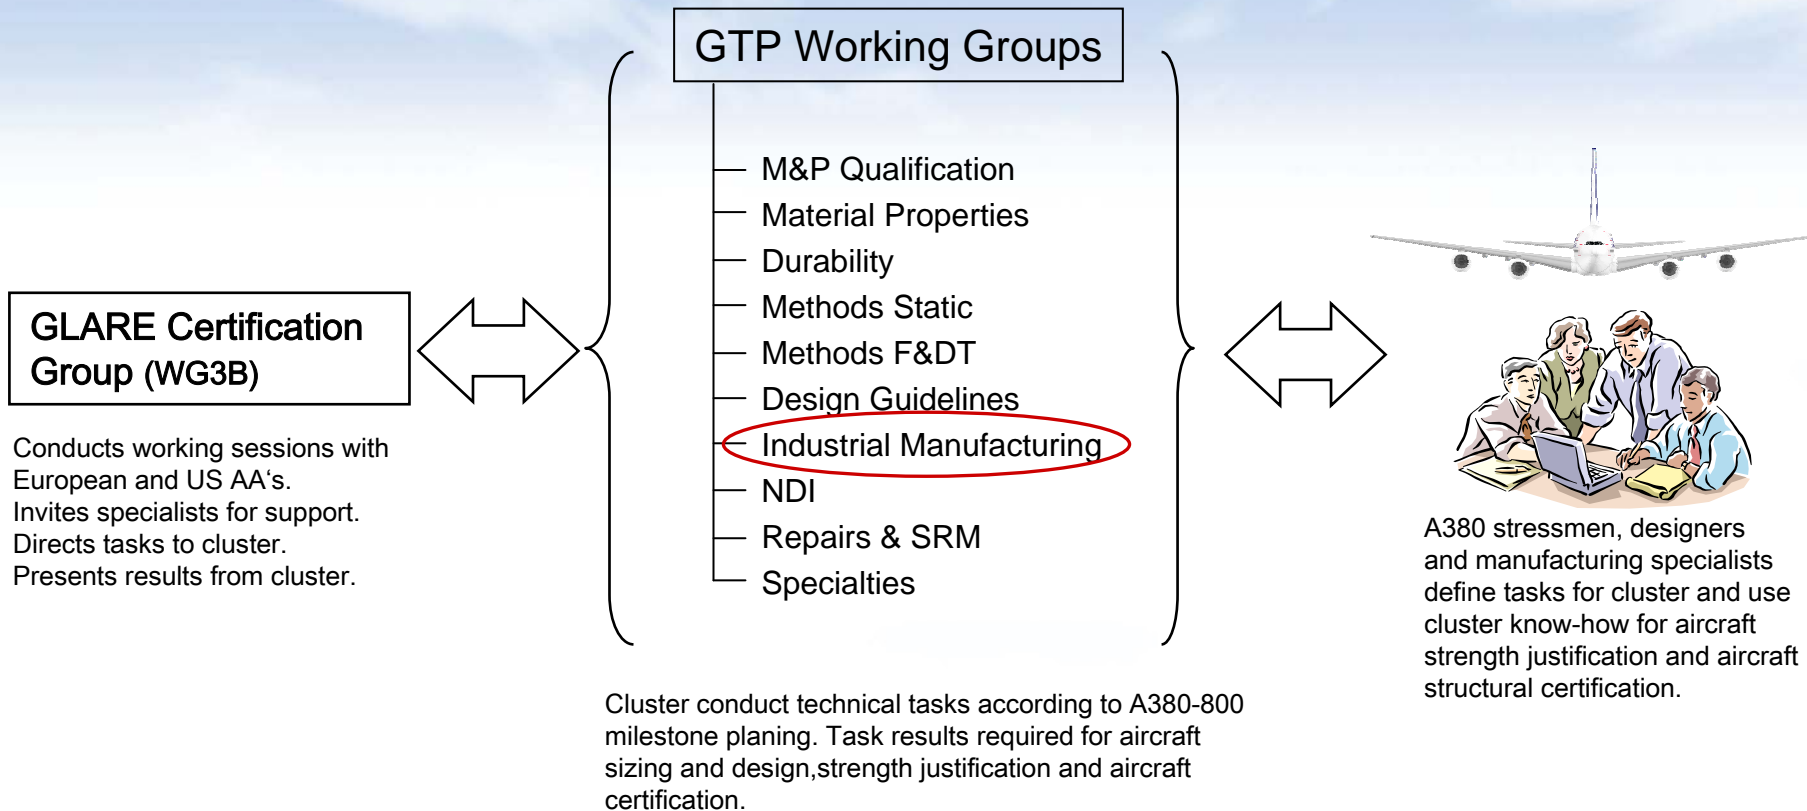 GTP Working Groups
M&P Qualification
Material Properties
Durability
Methods Static
Methods F&DT
Design Guidelines
Industrial Manufacturing
NDI
Repairs & SRM
Specialties
GLARE Certification
Group (WG3B)
Conducts working sessions with
European and US AA‘s.
Invites specialists for support.
Directs tasks to cluster.
Presents results from cluster.
Cluster conduct technical tasks according to A380-800
milestone planing. Task results required for aircraft
sizing and design,strength justification and aircraft
certification.
A380 stressmen, designers
and manufacturing specialists
define tasks for cluster and use
cluster know-how for aircraft
strength justification and aircraft
structural certification.